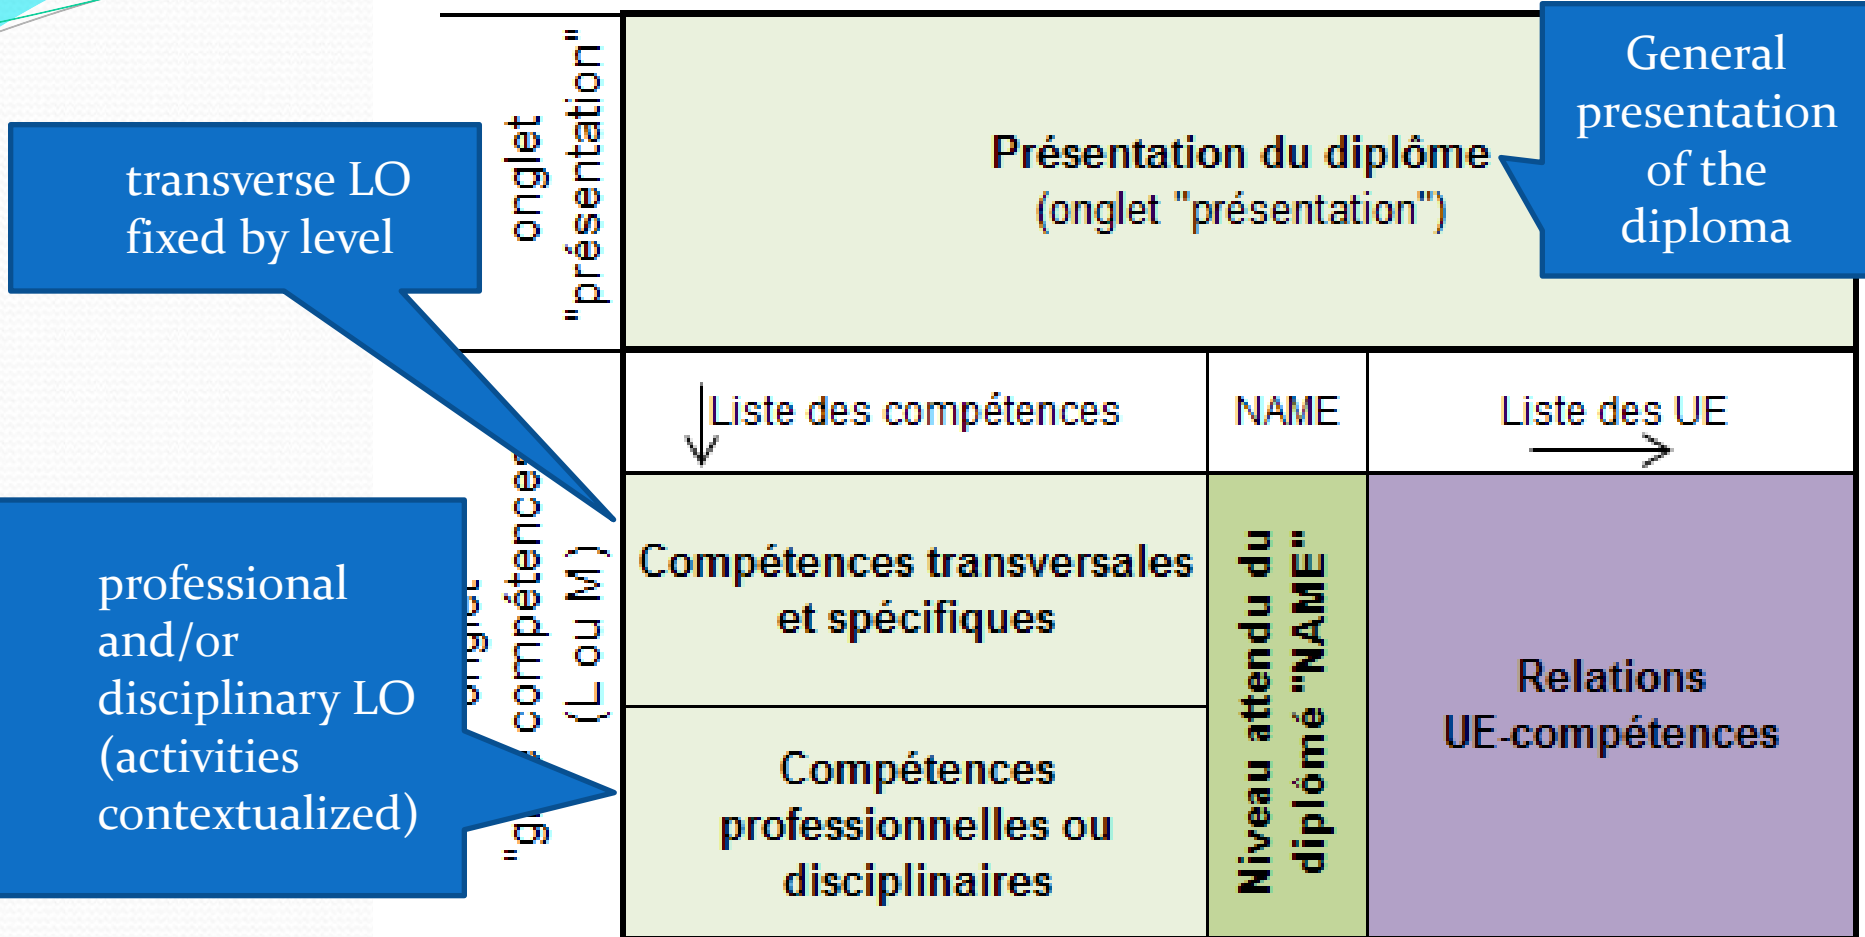 onglet
"présentation"
Présentation du diplôme
(onglet "présentation")
General
presentation
of the
diploma
transverse LO
fixed by level
Liste des compétences
NAME
Liste des UE
compétences
(L ou M)
Compétences transversales
et spécifiques
Niveau attendu du
diplômé "NAME"
Relations
UE-compétences
professional
and/or
disciplinary LO
(activities
contextualized)
Compétences
professionnelles ou
disciplinaires